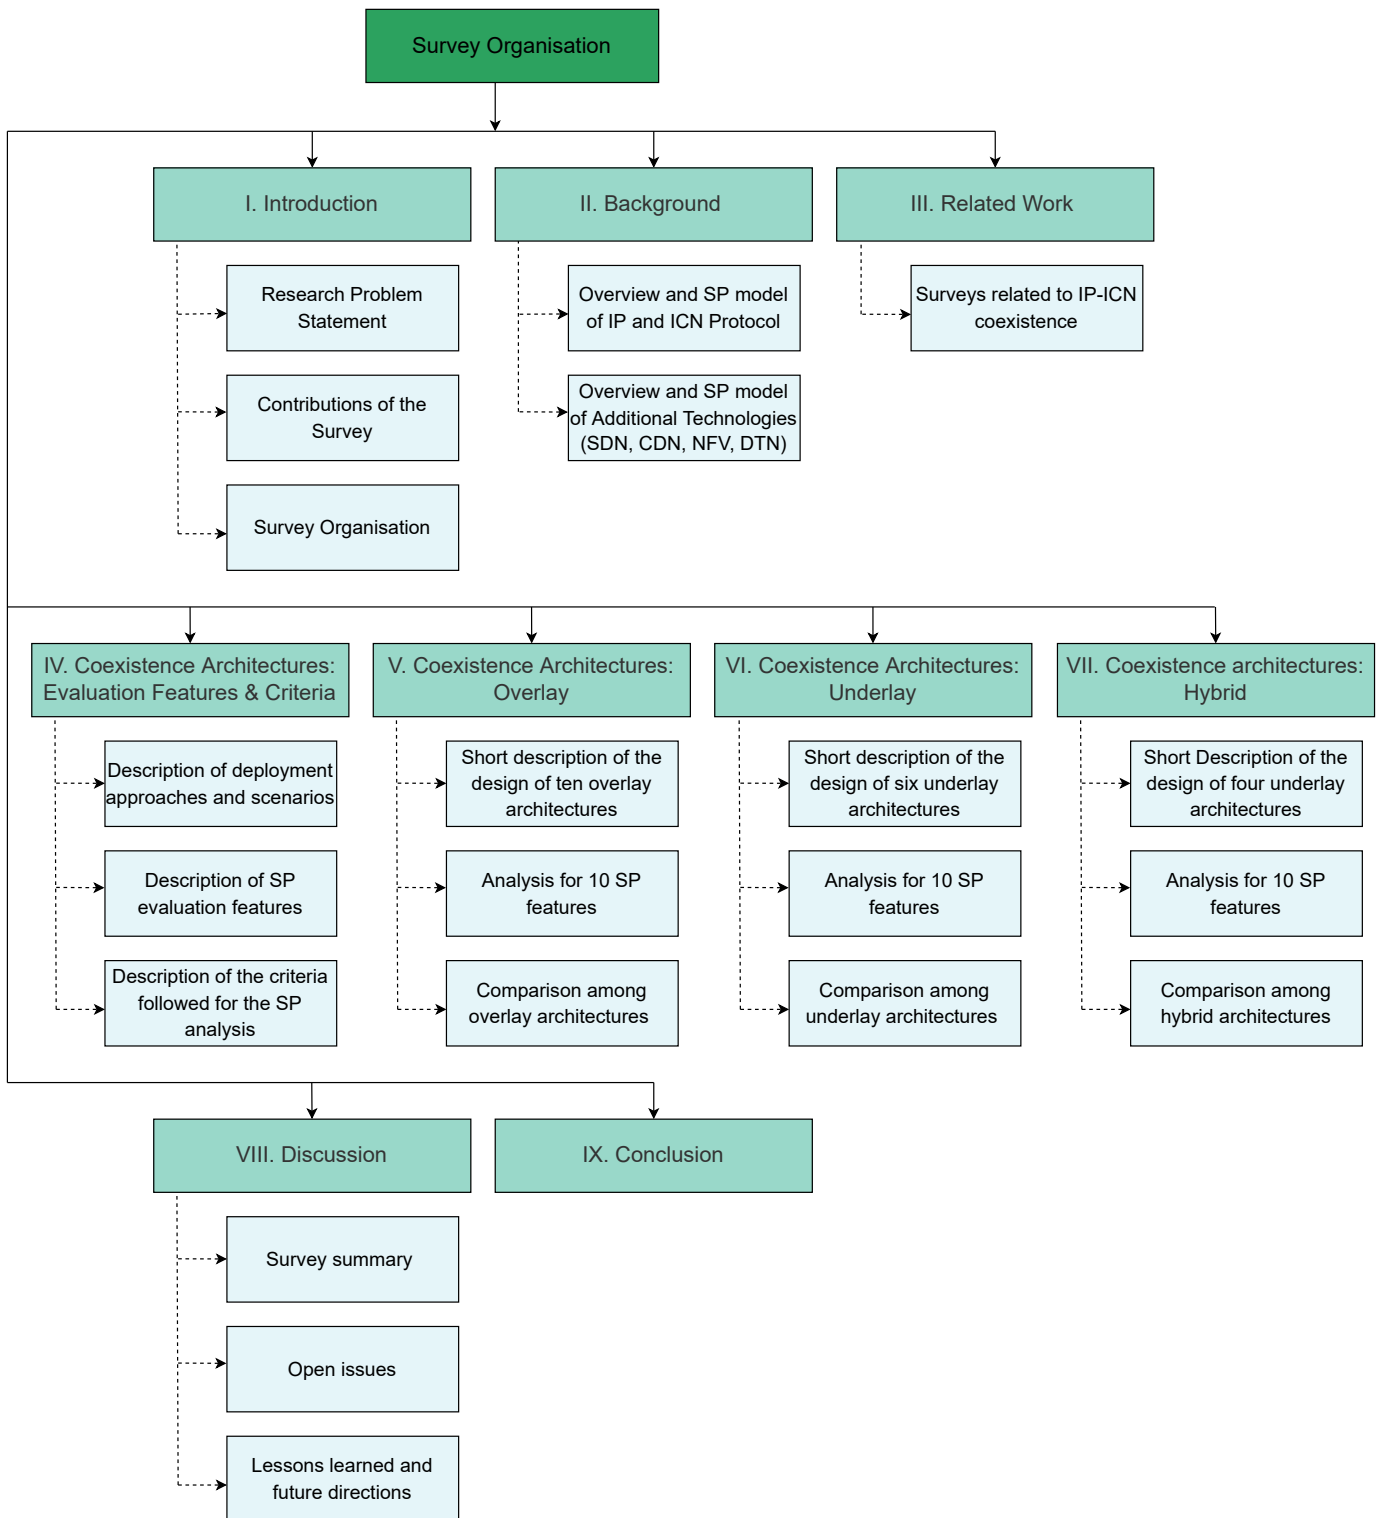 Survey Organisation
I. Introduction
Research Problem
Statement
Contributions of the
Survey
Survey Organisation
II. Background
Overview and SP model
of IP and ICN Protocol
Overview and SP model
of Additional Technologies
(SDN, CDN, NFV, DTN)
III. Related Work
Surveys related to IP-ICN
coexistence
IV. Coexistence Architectures:
Evaluation Features & Criteria
Description of deployment
approaches and scenarios
Description of SP
evaluation features
Description of the criteria
followed for the SP
analysis
V. Coexistence Architectures:
Overlay
Short description of the
design of ten overlay
architectures
Analysis for 10 SP
features
Comparison among
overlay architectures
VI. Coexistence Architectures:
Underlay
Short description of the
design of six underlay
architectures
Analysis for 10 SP
features
Comparison among
underlay architectures
VII. Coexistence architectures:
Hybrid
Short Description of the
design of four underlay
architectures
Analysis for 10 SP
features
Comparison among
hybrid architectures
VIII. Discussion
Survey summary
Open issues
Lessons learned and
future directions
IX. Conclusion